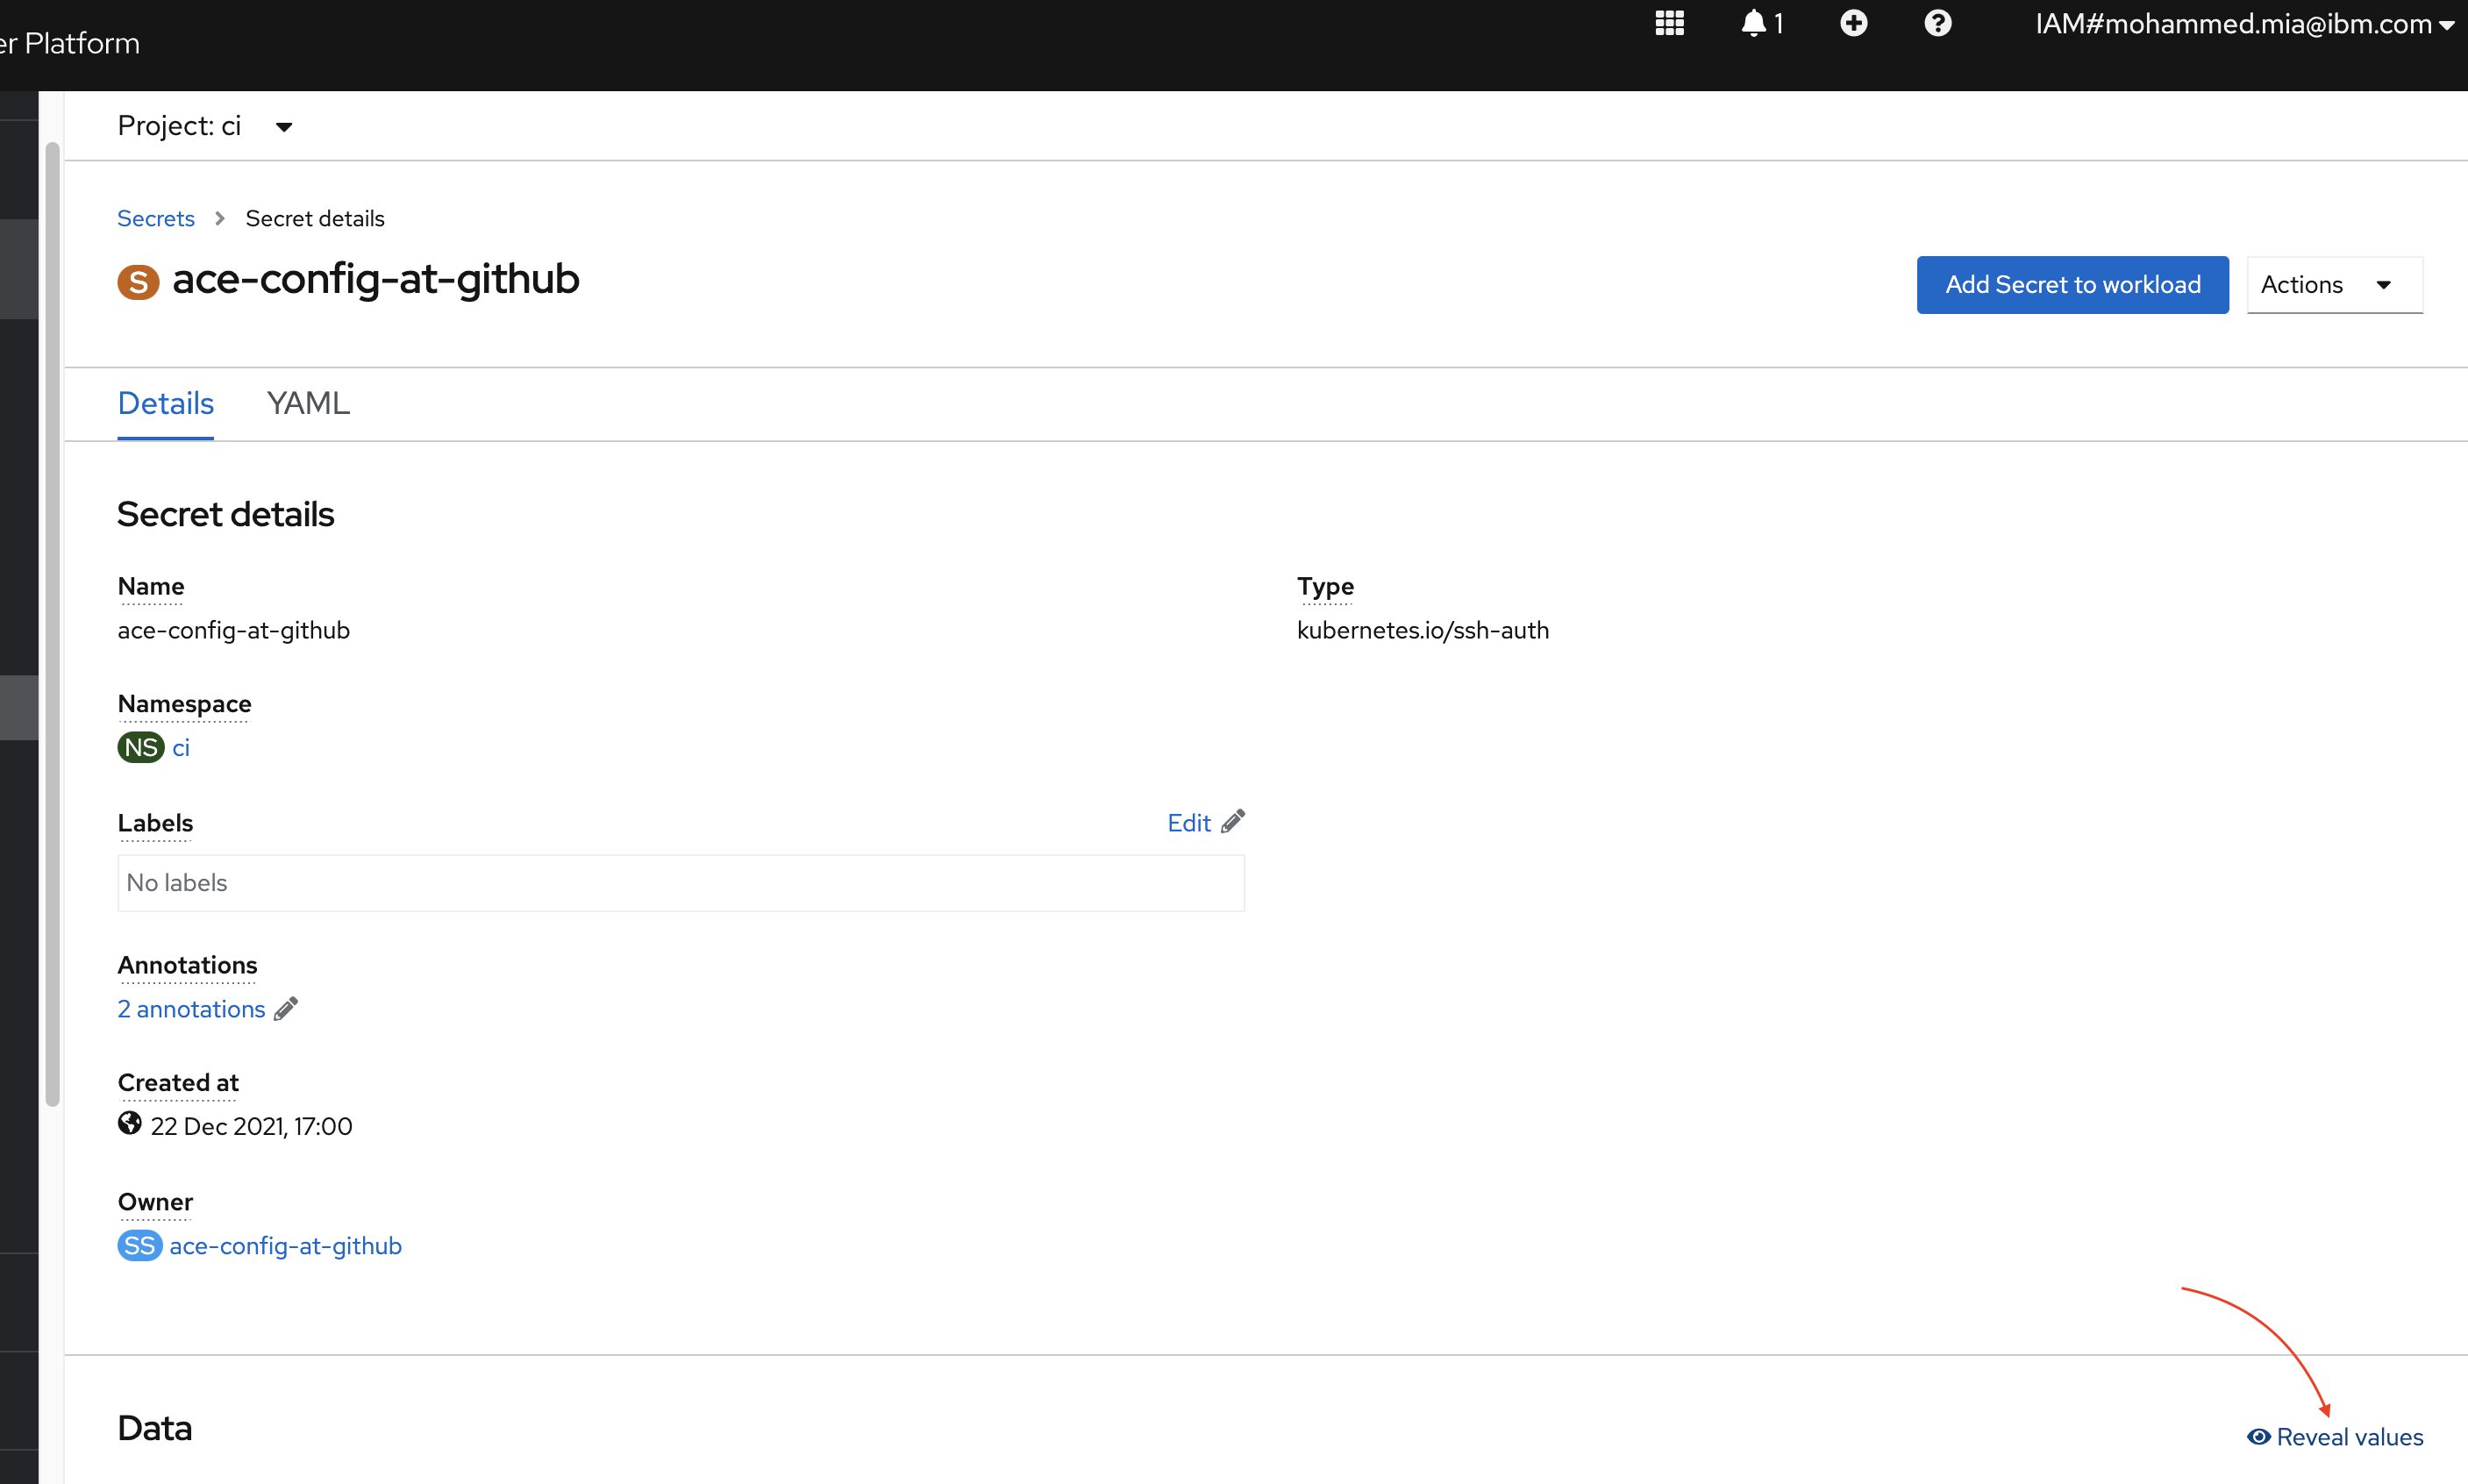 er Platform
1
IAM#mohammed.mia@ibm.com
Project: ci
Secrets > Secret details
S ace-config-at-github
Add Secret to workload
Actions
Details
YAML
Secret details
Name
ace-config-at-github
Type
kubernetes.io/ssh-auth
Namespace
NS ci
Labels
Edit
No labels
Annotations
2 annotations
Created at
22 Dec 2021, 17:00
Owner
SS ace-config-at-github
Data
Reveal values